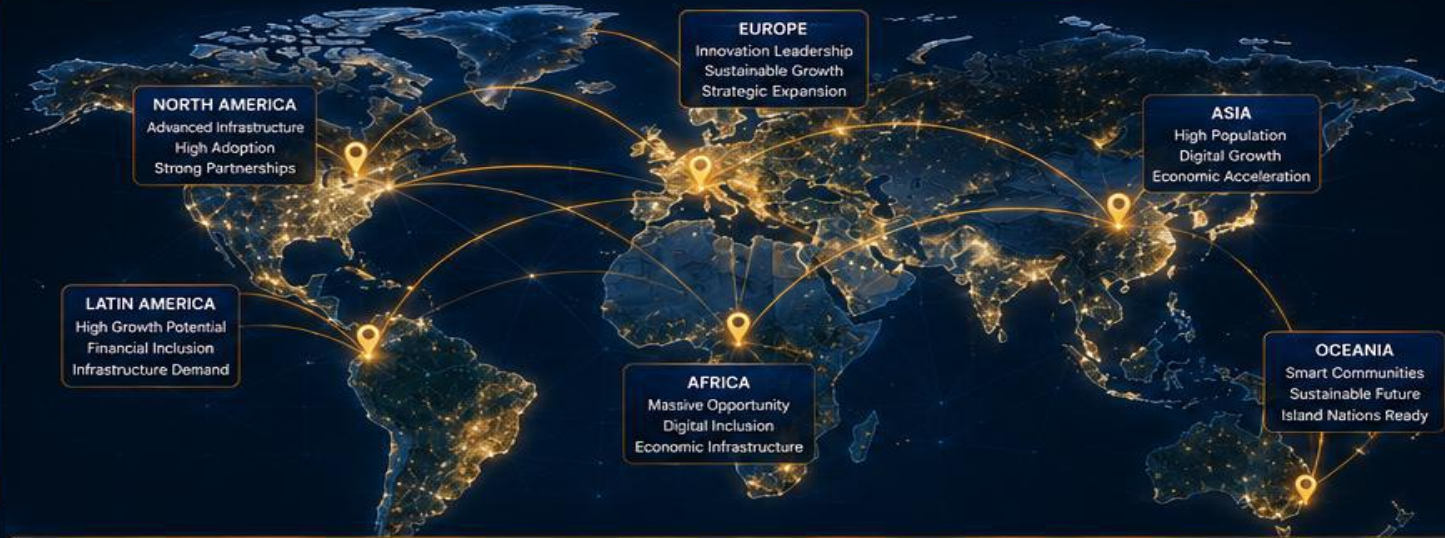 EUROPE
Innovation Leadership
Sustainable Growth
Strategic Expansion
NORTH AMERICA
Advanced Infrastructure
High Adoption
Strong Partnerships
ASIA
High Population
Digital Growth
Economic Acceleration
LATIN AMERICA
High Growth Potential
Financial Inclusion
Infrastructure Demand
AFRICA
Massive Opportunity
Digital Inclusion
Economic Infrastructure
OCEANIA
Smart Communities
Sustainable Future
Island Nations Ready